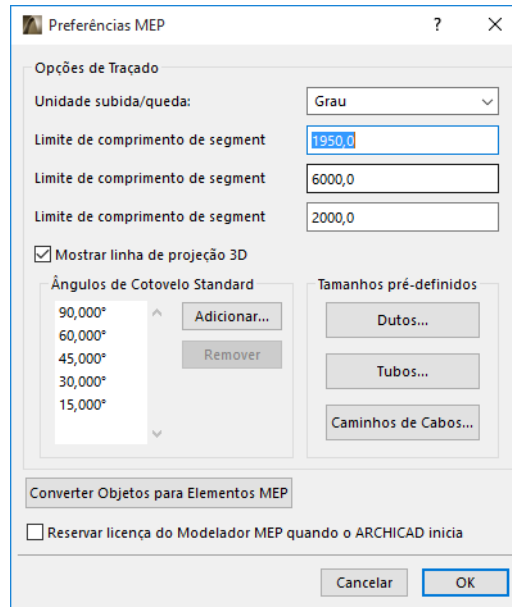 Preferências MEP
?
Opções de Traçado
Unidade subida/queda: Grau
Limite de comprimento de segment 1950,0
Limite de comprimento de segment 6000,0
Limite de comprimento de segment 2000,0
Mostrar linha de projeção 3D
Ângulos de Cotovelo Standard
90,000°
60,000°
45,000°
30,000°
15,000°
Adicionar...
Remover
Tamanhos pré-definidos
Dutos...
Tubos...
Caminhos de Cabos...
Converter Objetos para Elementos MEP
Reservar licença do Modelador MEP quando o ARCHICAD inicia
Cancelar OK